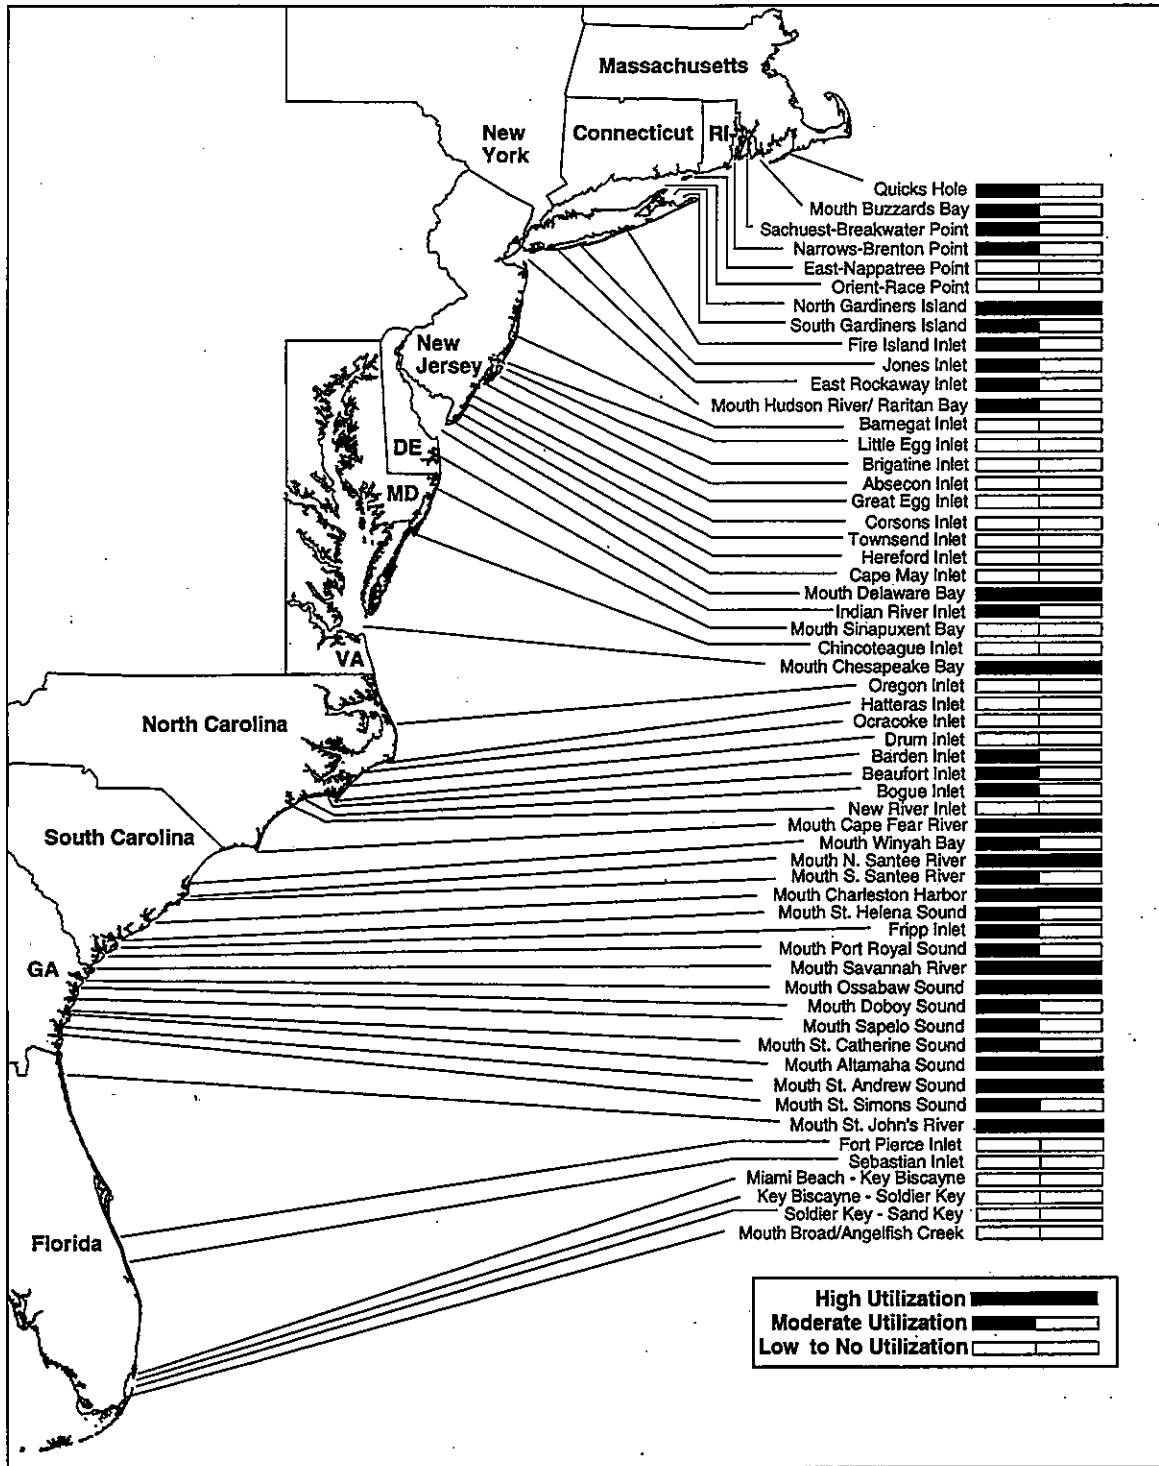 Massachusetts
New
York
Connecticut
RI
New
Jersey
DE
MD
VA
North Carolina
South Carolina
GA
Florida
Quicks Hole
Mouth Buzzards Bay
Sachuest-Breakwater Point
Narrows-Brenton Point
East-Nappatree Point
Orient-Race Point
North Gardiners Island
South Gardiners Island
Fire Island Inlet
Jones Inlet
East Rockaway Inlet
Mouth Hudson River/ Raritan Bay
Barnegat Inlet
Little Egg Inlet
Brigatine Inlet
Absecon Inlet
Great Egg Inlet
Corsons Inlet
Townsend Inlet
Hereford Inlet
Cape May Inlet
Mouth Delaware Bay
Indian River Inlet
Mouth Sinapuxent Bay
Chincoteague Inlet
Mouth Chesapeake Bay
Oregon Inlet
Hatteras Inlet
Ocracoke Inlet
Drum Inlet
Barden Inlet
Beaufort Inlet
Bogue Inlet
New River Inlet
Mouth Cape Fear River
Mouth Winyah Bay
Mouth N. Santee River
Mouth S. Santee River
Mouth Charleston Harbor
Mouth St. Helena Sound
Fripp Inlet
Mouth Port Royal Sound
Mouth Savannah River
Mouth Ossabaw Sound
Mouth Doboy Sound
Mouth Sapelo Sound
Mouth St. Catherine Sound
Mouth Altamaha Sound
Mouth St. Andrew Sound
Mouth St. Simons Sound
Mouth St. John's River
Fort Pierce Inlet
Sebastian Inlet
Miami Beach - Key Biscayne
Key Biscayne - Soldier Key
Soldier Key - Sand Key
Mouth Broad/Angelfish Creek
High Utilization
Moderate Utilization
Low to No Utilization